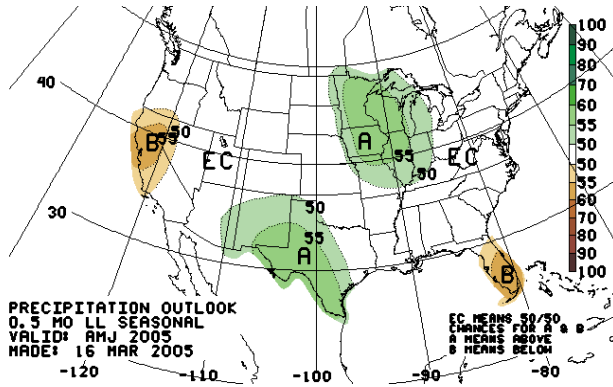 100
90
80
70
60
55
50
55
60
70
80
90
100
40
30
B
50
55
EC
A
55
50
EC
50
55
A
B
PRECIPITATION OUTLOOK
0.5 MO LL SEASONAL
VALID: AMJ 2005
MADE: 16 MAR 2005
EC MEANS 50/50
CHANCES FOR A & B
A MEANS ABOVE
B MEANS BELOW
-120 -110 -100 -90 -80 -70